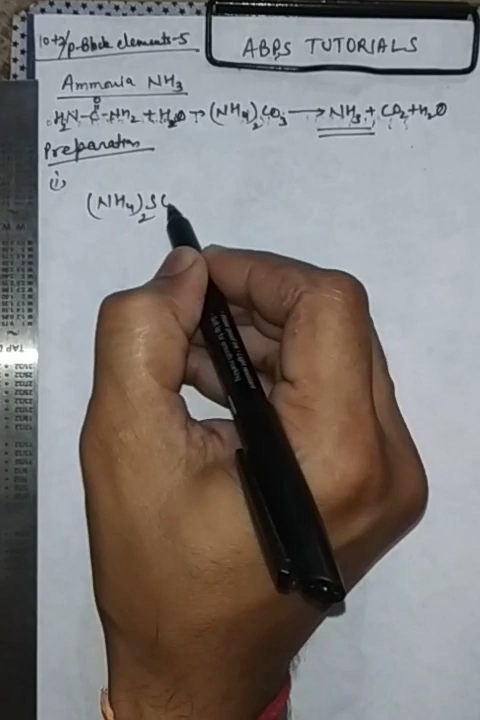 10+2/p-Block elements-5
ABPS TUTORIALS
Ammonia NH3
O
H2N-C-NH2 + H2O → (NH4)2CO3 → NH3 + CO2 + H2O
Preparation
(i)
(NH4)2S